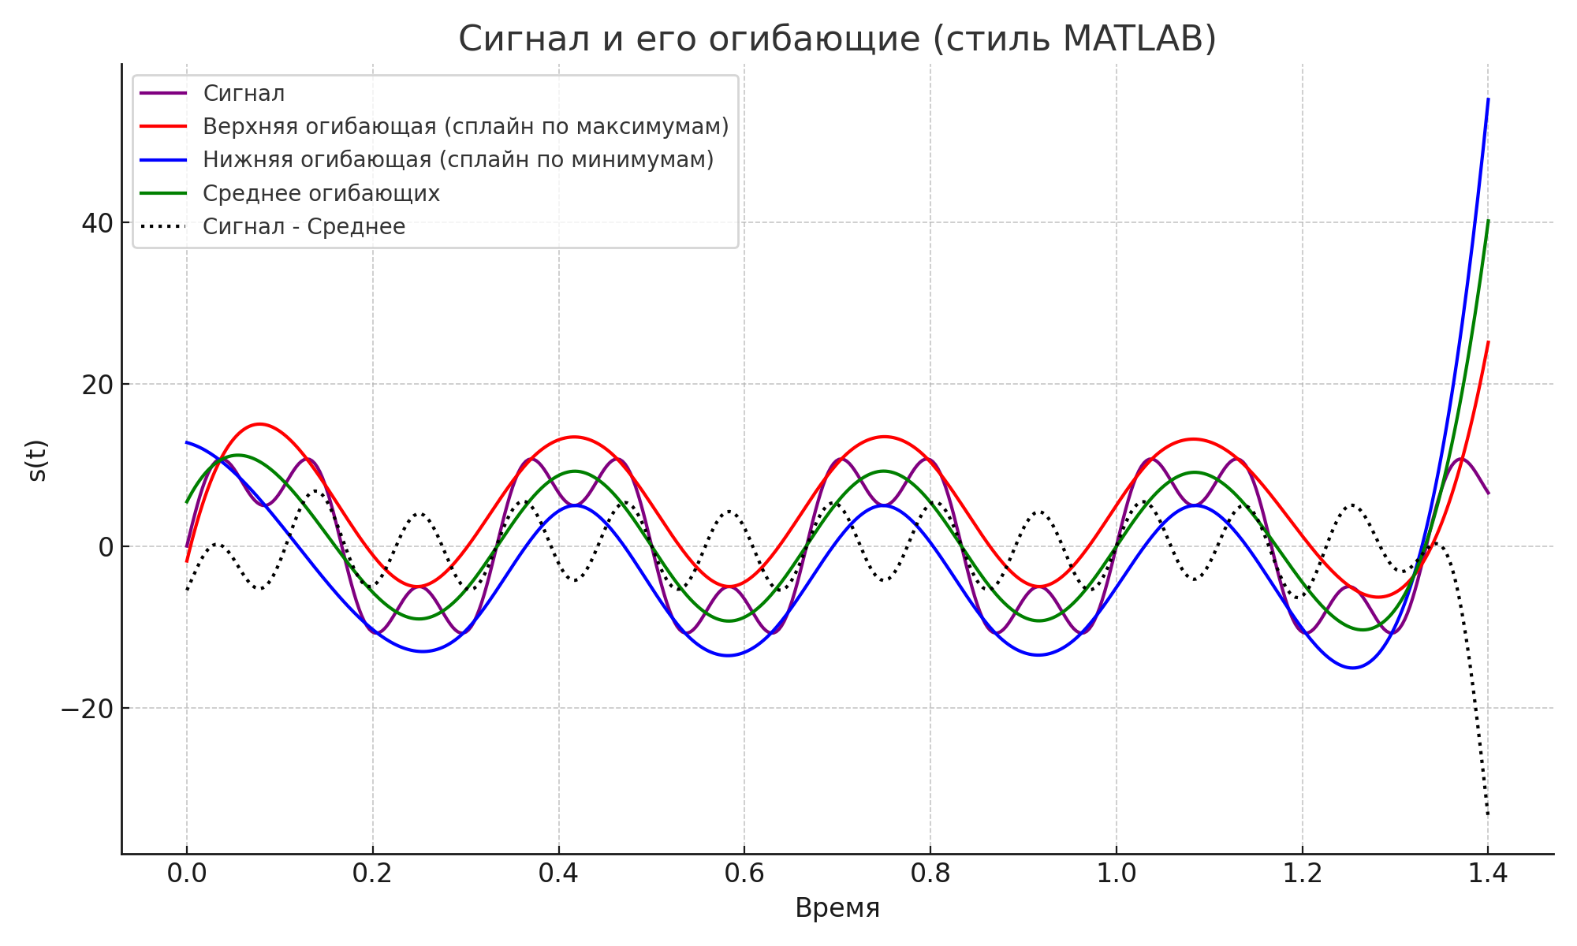 Сигнал и его огибающие (стиль MATLAB)
Сигнал
Верхняя огибающая (сплайн по максимумам)
Нижняя огибающая (сплайн по минимумам)
Среднее огибающих
Сигнал - Среднее
s(t)
40
20
0
−20
0.0
0.2
0.4
0.6
0.8
1.0
1.2
1.4
Время